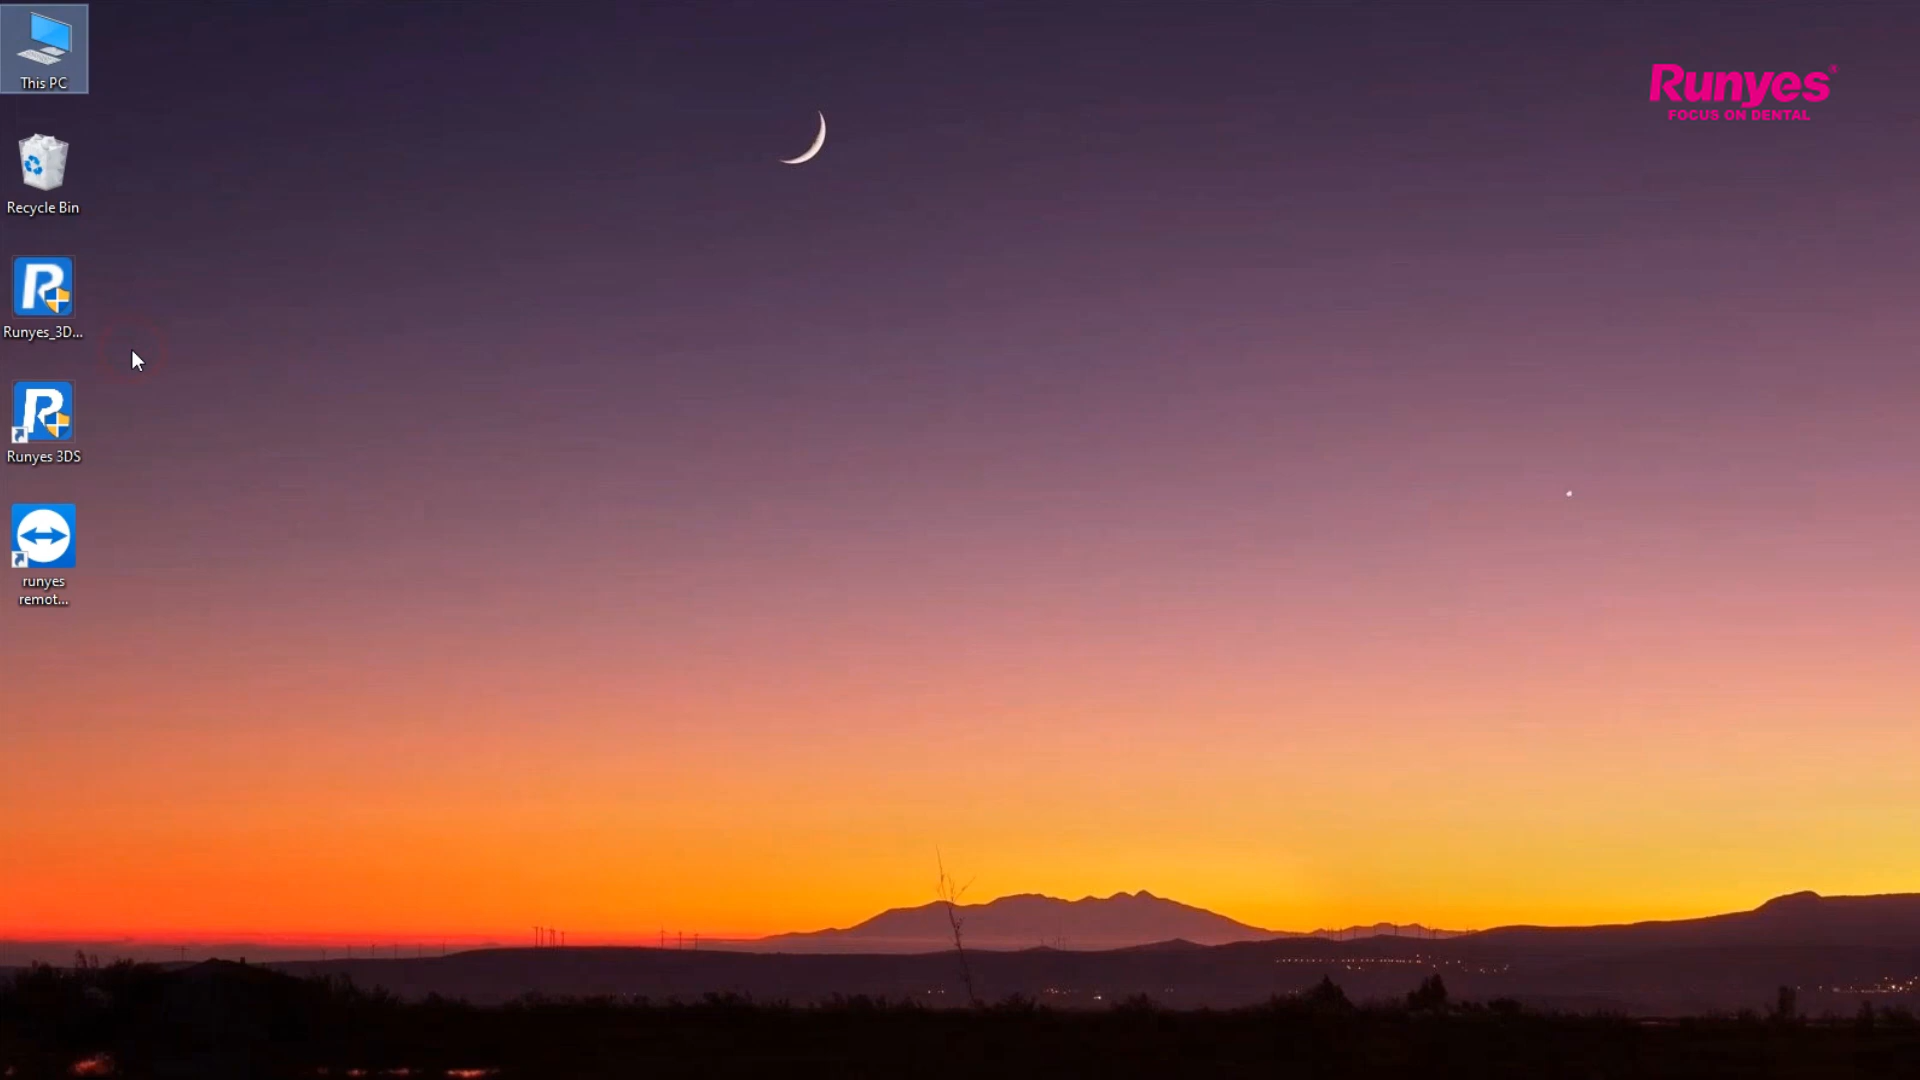 This PC
Runyes®
FOCUS ON DENTAL
Recycle Bin
Runyes_3D...
Runyes 3DS
runyes
remot...